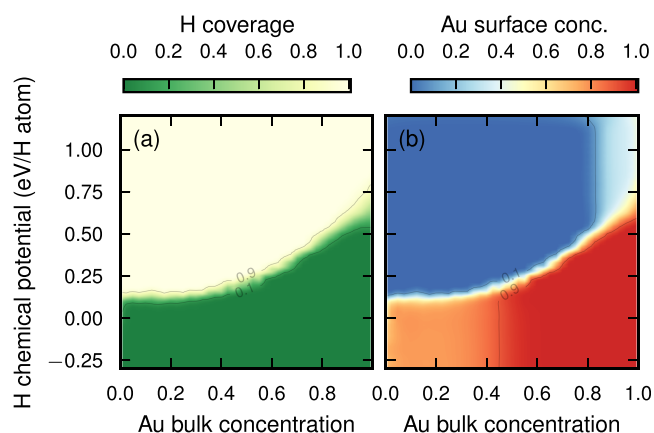 H coverage
Au surface conc.
0.0 0.2 0.4 0.6 0.8 1.0
0.0 0.2 0.4 0.6 0.8 1.0
H chemical potential (eV/H atom)
(a)
(b)
1.00
0.75
0.50
0.25
0.00
−0.25
0.9
0.1
0.1
0.9
0.0 0.2 0.4 0.6 0.8
0.0 0.2 0.4 0.6 0.8 1.0
Au bulk concentration
Au bulk concentration